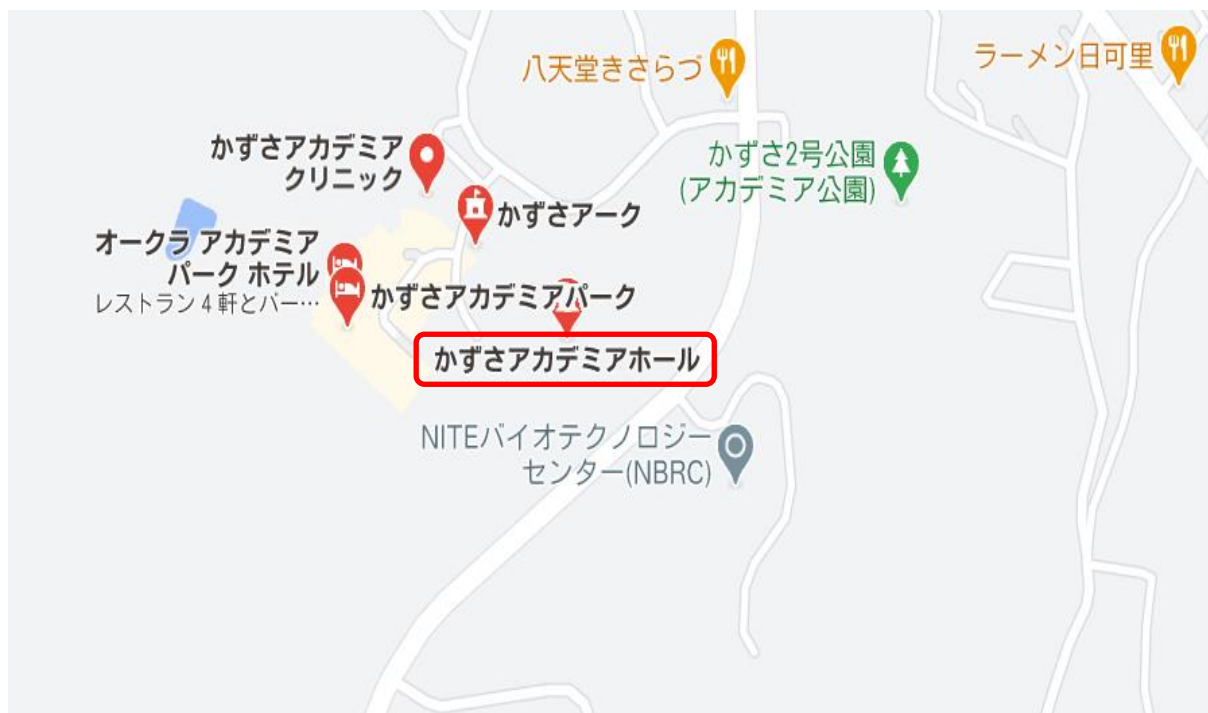 八天堂きさらづ
ラーメン日可里
かずさアカデミア
クリニック
かずさ2号公園
(アカデミア公園)
かずさアーク
オークラ アカデミア
パーク ホテル
レストラン 4 軒とバー…
かずさアカデミアパーク
かずさアカデミアホール
NITEバイオテクノロジー
センター(NBRC)